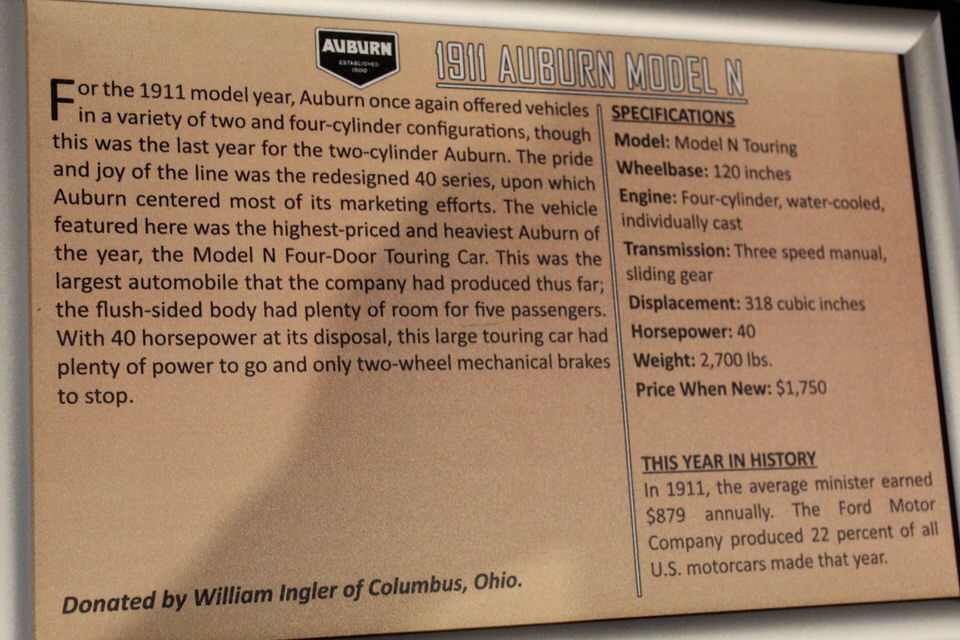 AUBURN
ESTABLISHED
1900
1911 AUBURN MODEL N
For the 1911 model year, Auburn once again offered vehicles
in a variety of two and four-cylinder configurations, though
this was the last year for the two-cylinder Auburn. The pride
and joy of the line was the redesigned 40 series, upon which
Auburn centered most of its marketing efforts. The vehicle
featured here was the highest-priced and heaviest Auburn of
the year, the Model N Four-Door Touring Car. This was the
largest automobile that the company had produced thus far;
the flush-sided body had plenty of room for five passengers.
With 40 horsepower at its disposal, this large touring car had
plenty of power to go and only two-wheel mechanical brakes
to stop.
Donated by William Ingler of Columbus, Ohio.
SPECIFICATIONS
Model: Model N Touring
Wheelbase: 120 inches
Engine: Four-cylinder, water-cooled,
individually cast
Transmission: Three speed manual,
sliding gear
Displacement: 318 cubic inches
Horsepower: 40
Weight: 2,700 lbs.
Price When New: $1,750
THIS YEAR IN HISTORY
In 1911, the average minister earned
$879 annually. The Ford Motor
Company produced 22 percent of all
U.S. motorcars made that year.